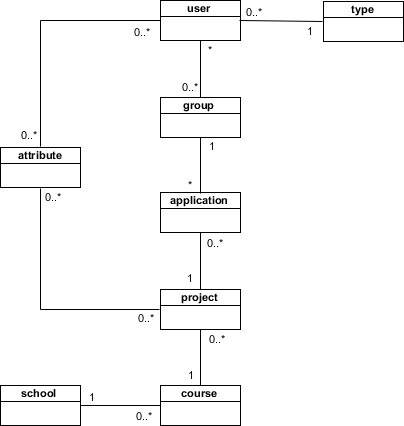 user
type
0..*
1
0..*
*
0..*
group
1
0..*
attribute
0..*
*
application
0..*
1
project
0..*
0..*
1
school
1
course
0..*